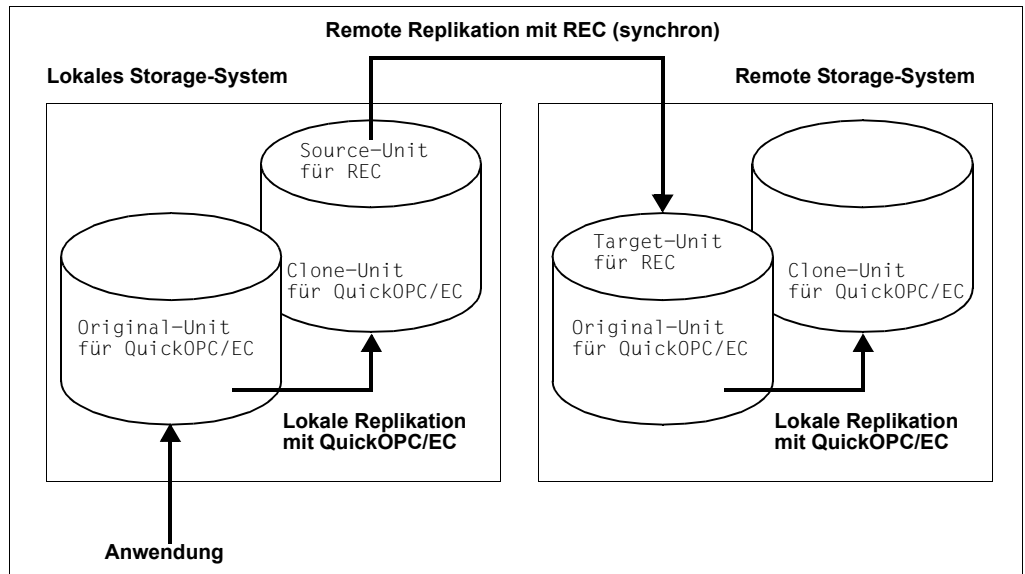 Remote Replikation mit REC (synchron)
Lokales Storage-System
Remote Storage-System
Source-Unit
für REC
Clone-Unit
für QuickOPC/EC
Original-Unit
für QuickOPC/EC
Lokale Replikation
mit QuickOPC/EC
Anwendung
Target-Unit
für REC
Original-Unit
für QuickOPC/EC
Clone-Unit
für QuickOPC/EC
Lokale Replikation
mit QuickOPC/EC